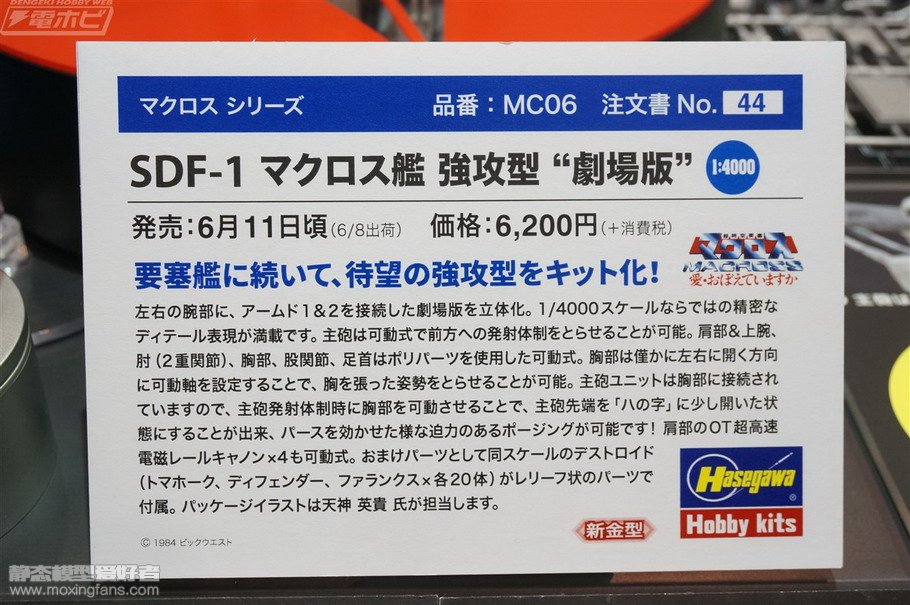 DENGEKI HOBBY WEB
電ホビ
マクロス シリーズ 品番：MC06 注文書 No. 44
SDF-1 マクロス艦 強攻型 “劇場版” 1:4000
発売：6月11日頃（6/8出荷） 価格：6,200円（＋消費税）
超時空要塞
マクロス
MACROSS
愛・おぼえていますか
要塞艦に続いて、待望の強攻型をキット化！
左右の腕部に、アームド1＆2を接続した劇場版を立体化。1/4000スケールならではの精密な
ディテール表現が満載です。主砲は可動式で前方への発射体制をとらせることが可能。肩部＆上腕、
肘（2重関節）、胸部、股関節、足首はポリパーツを使用した可動式。胸部は僅かに左右に開く方向
に可動軸を設定することで、胸を張った姿勢をとらせることが可能。主砲ユニットは胸部に接続され
ていますので、主砲発射体制時に胸部を可動させることで、主砲先端を「ハの字」に少し開いた状
態にすることが出来、パースを効かせた様な迫力のあるポージングが可能です！肩部のOT超高速
電磁レールキャノン×4も可動式。おまけパーツとして同スケールのデストロイド
（トマホーク、ディフェンダー、ファランクス×各20体）がレリーフ状のパーツで
付属。パッケージイラストは天神 英貴 氏が担当します。
Hasegawa
Hobby kits
新金型
© 1984 ビックウエスト
静态模型爱好者
www.moxingfans.com